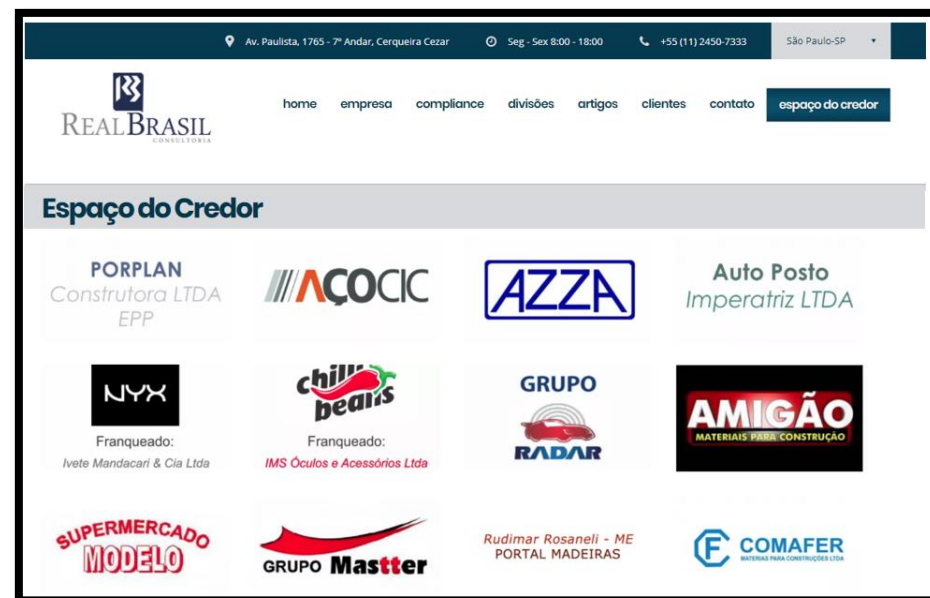 Av. Paulista, 1765 - 7º Andar, Cerqueira Cezar
Seg - Sex 8:00 - 18:00
+55 (11) 2450-7333
São Paulo-SP
REALBRASIL
CONSULTORIA
home empresa compliance divisões artigos clientes contato espaço do credor
Espaço do Credor
PORPLAN
Construtora LTDA
EPP
AÇOCIC
AZZA
Auto Posto
Imperatriz LTDA
NYX
Franqueado:
Ivete Mandacari & Cia Ltda
chilli
beans
Franqueado:
IMS Óculos e Acessórios Ltda
GRUPO
RADAR
AMIGÃO
MATERIAIS PARA CONSTRUÇÃO
SUPERMERCADO
MODELO
GRUPO Mastter
Rudimar Rosaneli - ME
PORTAL MADEIRAS
COMAFER
MATERIAIS PARA CONSTRUÇÕES LTDA